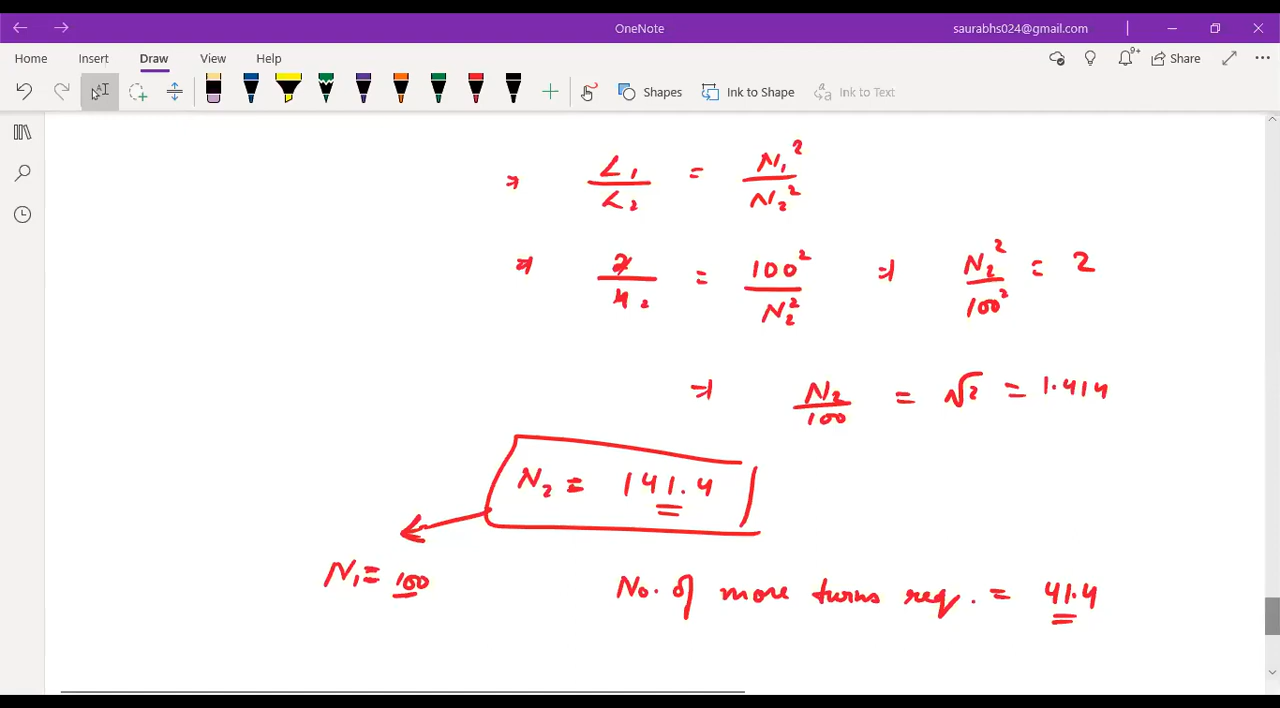 OneNote
saurabhs024@gmail.com
Home Insert Draw View Help
9+ Share
Shapes Ink to Shape Ink to Text
⇒ L₁/L₂ = N₁²/N₂²
⇒ 2/4₂ = 100²/N₂² ⇒ N₂²/100² = 2
⇒ N₂/100 = √2 = 1.414
N₂ = 141.4
N₁ = 100
No. of more turns req. = 41.4